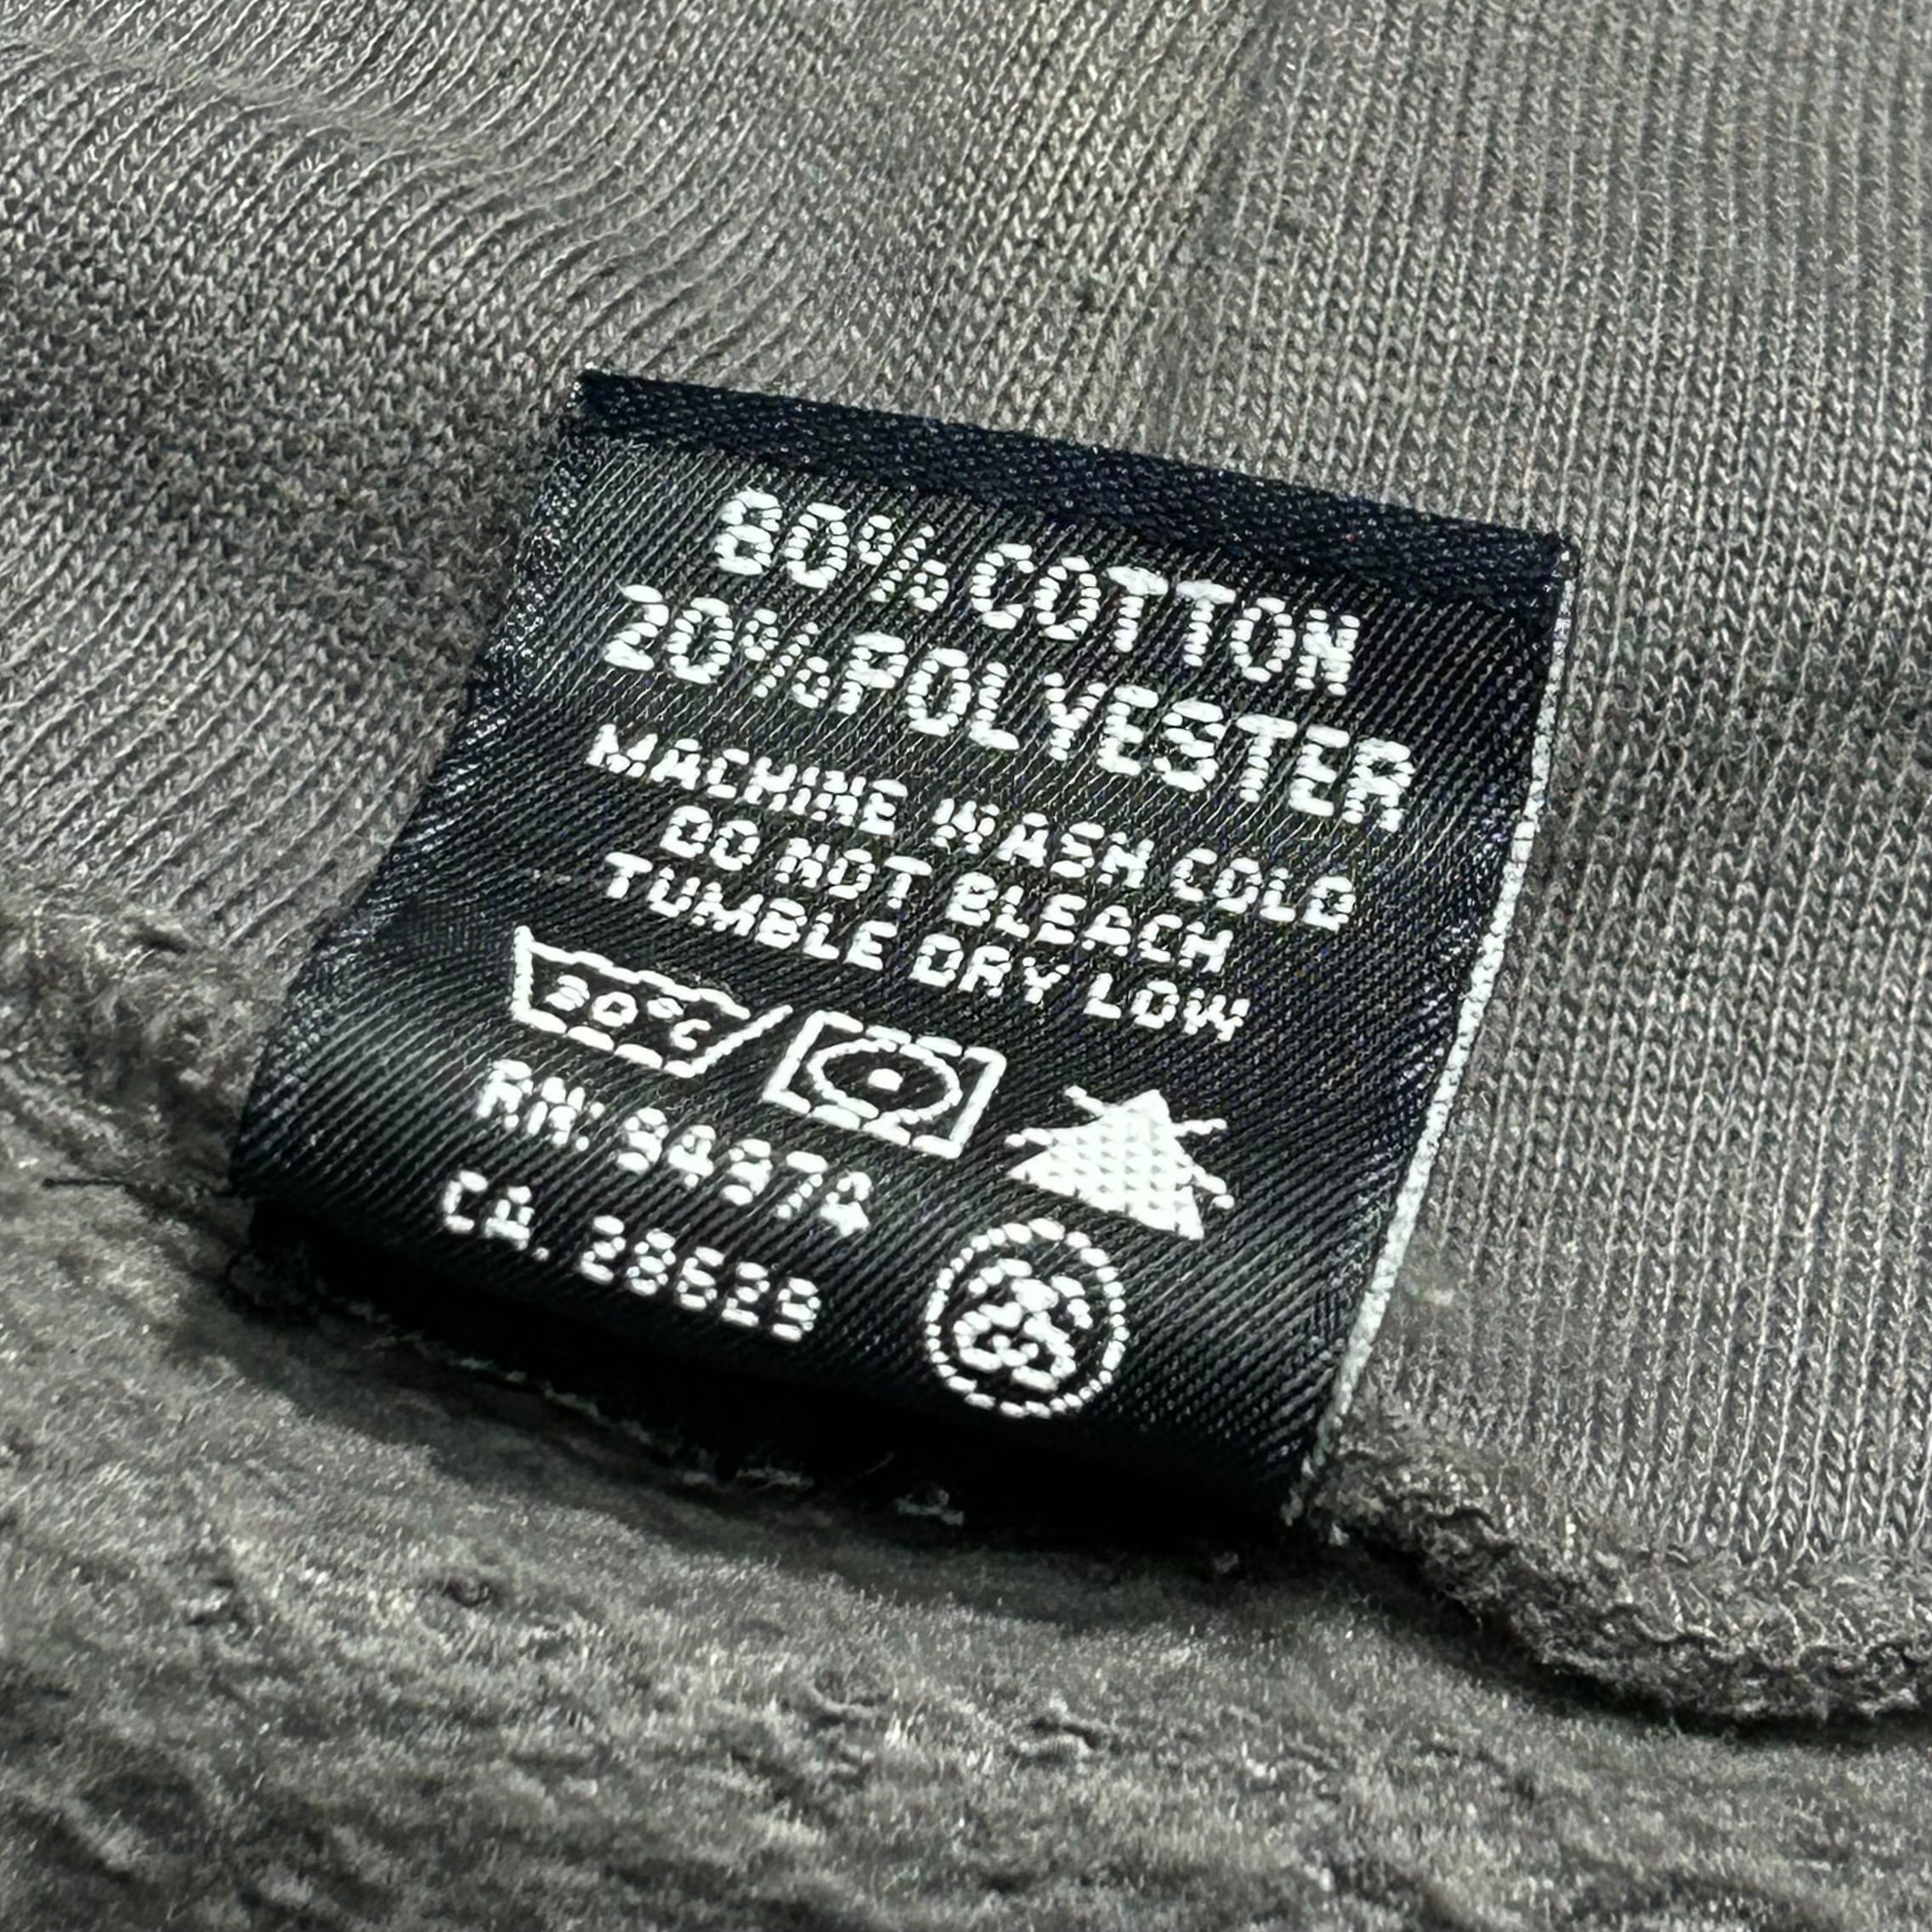 80% COTTON
20% POLYESTER
MACHINE WASH COLD
DO NOT BLEACH
TUMBLE DRY LOW
30°C
RN: 94974
CA. 28629